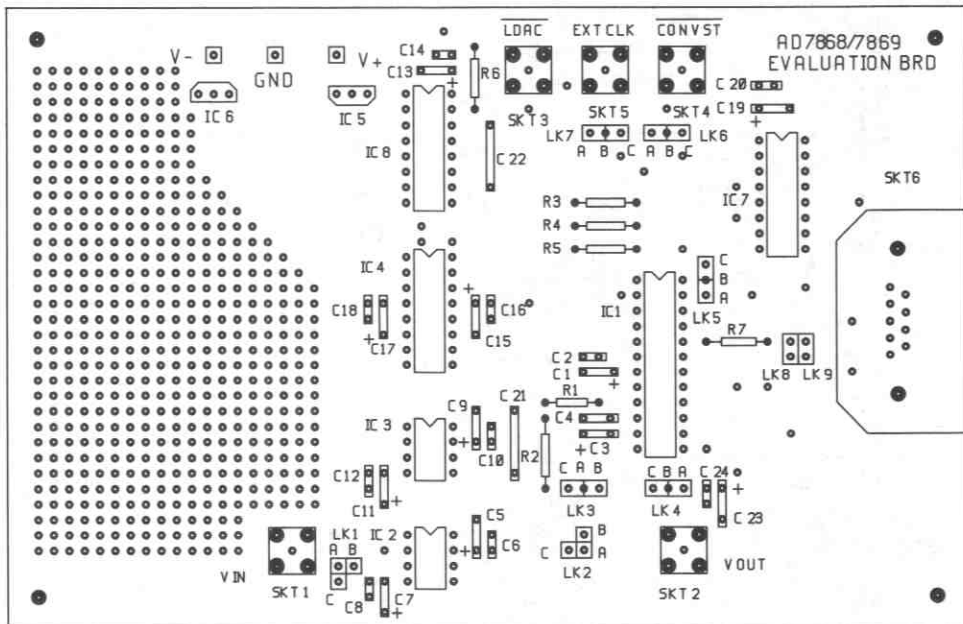 LDAC EXT CLK CONVST
AD7868/7869
EVALUATION BRD
V- GND V+
C14
C13
R6
C20
C19
+
+
IC6 IC5
SKT3 SKT5 SKT4
LK7 LK6
A B C A B C
IC8
C22
IC7
SKT6
R3
R4
R5
IC4
C
B
A
LK5
IC1
C18
+
C17
+
C16
C15
R7
C2
C1
+
LK8 LK9
R1
C4
C3
+
R2
C21
C9
+
C10
IC3
C12
C11
+
C A B
LK3
C B A
LK4
C24
+
C23
LK1
A B
C
IC2
C5
C6
+
B
C A
LK2
VIN
SKT1
C8 C7
+
SKT2
VOUT